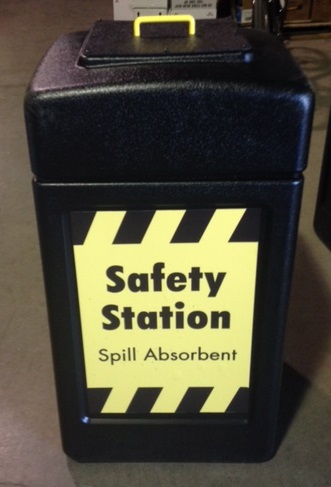 Safety
Station
Spill Absorbent